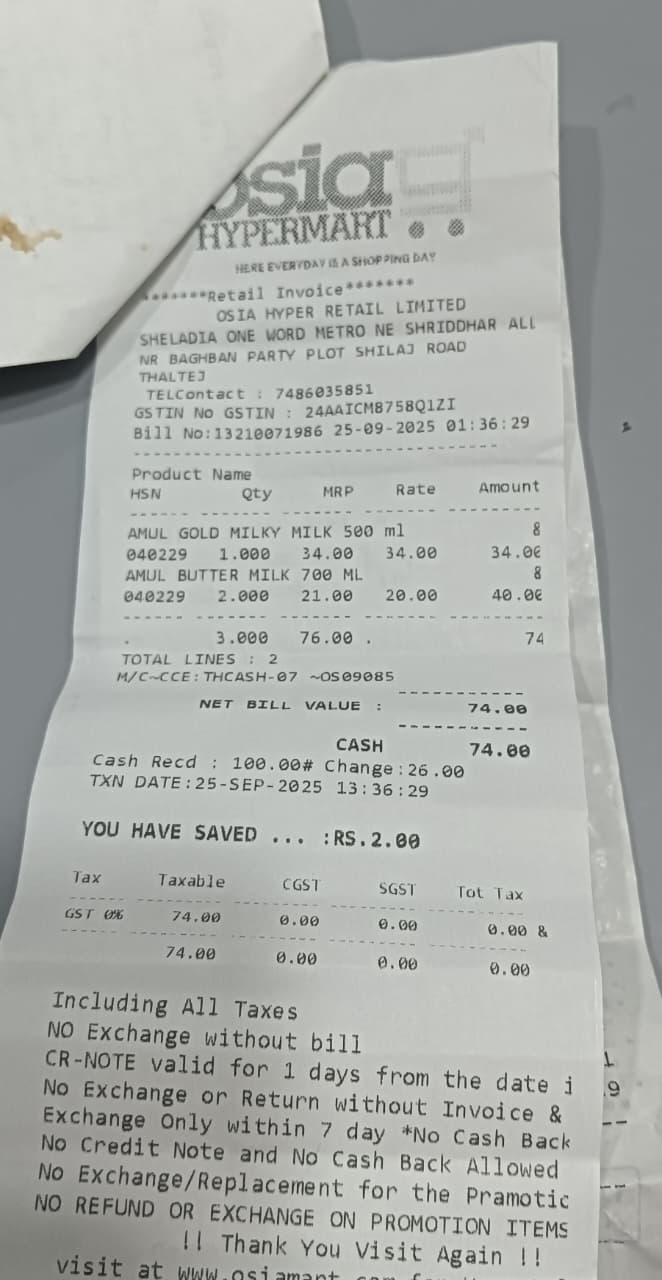 osia
HYPERMART
HERE EVERYDAY IS A SHOPPING DAY
*******Retail Invoice*******
OSIA HYPER RETAIL LIMITED
SHELADIA ONE WORD METRO NE SHRIDDHAR ALL
NR BAGHBAN PARTY PLOT SHILAJ ROAD
THALTEJ
TELContact : 7486035851
GSTIN No GSTIN : 24AAICM8758Q1ZI
Bill No:13210071986 25-09-2025 01:36:29
Product Name
HSN Qty MRP Rate Amount
AMUL GOLD MILKY MILK 500 ml 8
040229 1.000 34.00 34.00 34.00
AMUL BUTTER MILK 700 ML 8
040229 2.000 21.00 20.00 40.00
. 3.000 76.00 . 74
TOTAL LINES : 2
M/C~CCE:THCASH-07 ~OS09085
NET BILL VALUE : 74.00
CASH 74.00
Cash Recd : 100.00# Change:26.00
TXN DATE:25-SEP-2025 13:36:29
YOU HAVE SAVED ... :RS.2.00
Tax Taxable CGST SGST Tot Tax
GST 0% 74.00 0.00 0.00 0.00 &
74.00 0.00 0.00 0.00
Including All Taxes
NO Exchange without bill
CR-NOTE valid for 1 days from the date i
No Exchange or Return without Invoice &
Exchange Only within 7 day *No Cash Back
No Credit Note and No Cash Back Allowed
No Exchange/Replacement for the Pramotic
NO REFUND OR EXCHANGE ON PROMOTION ITEMS
!! Thank You Visit Again !!
visit at